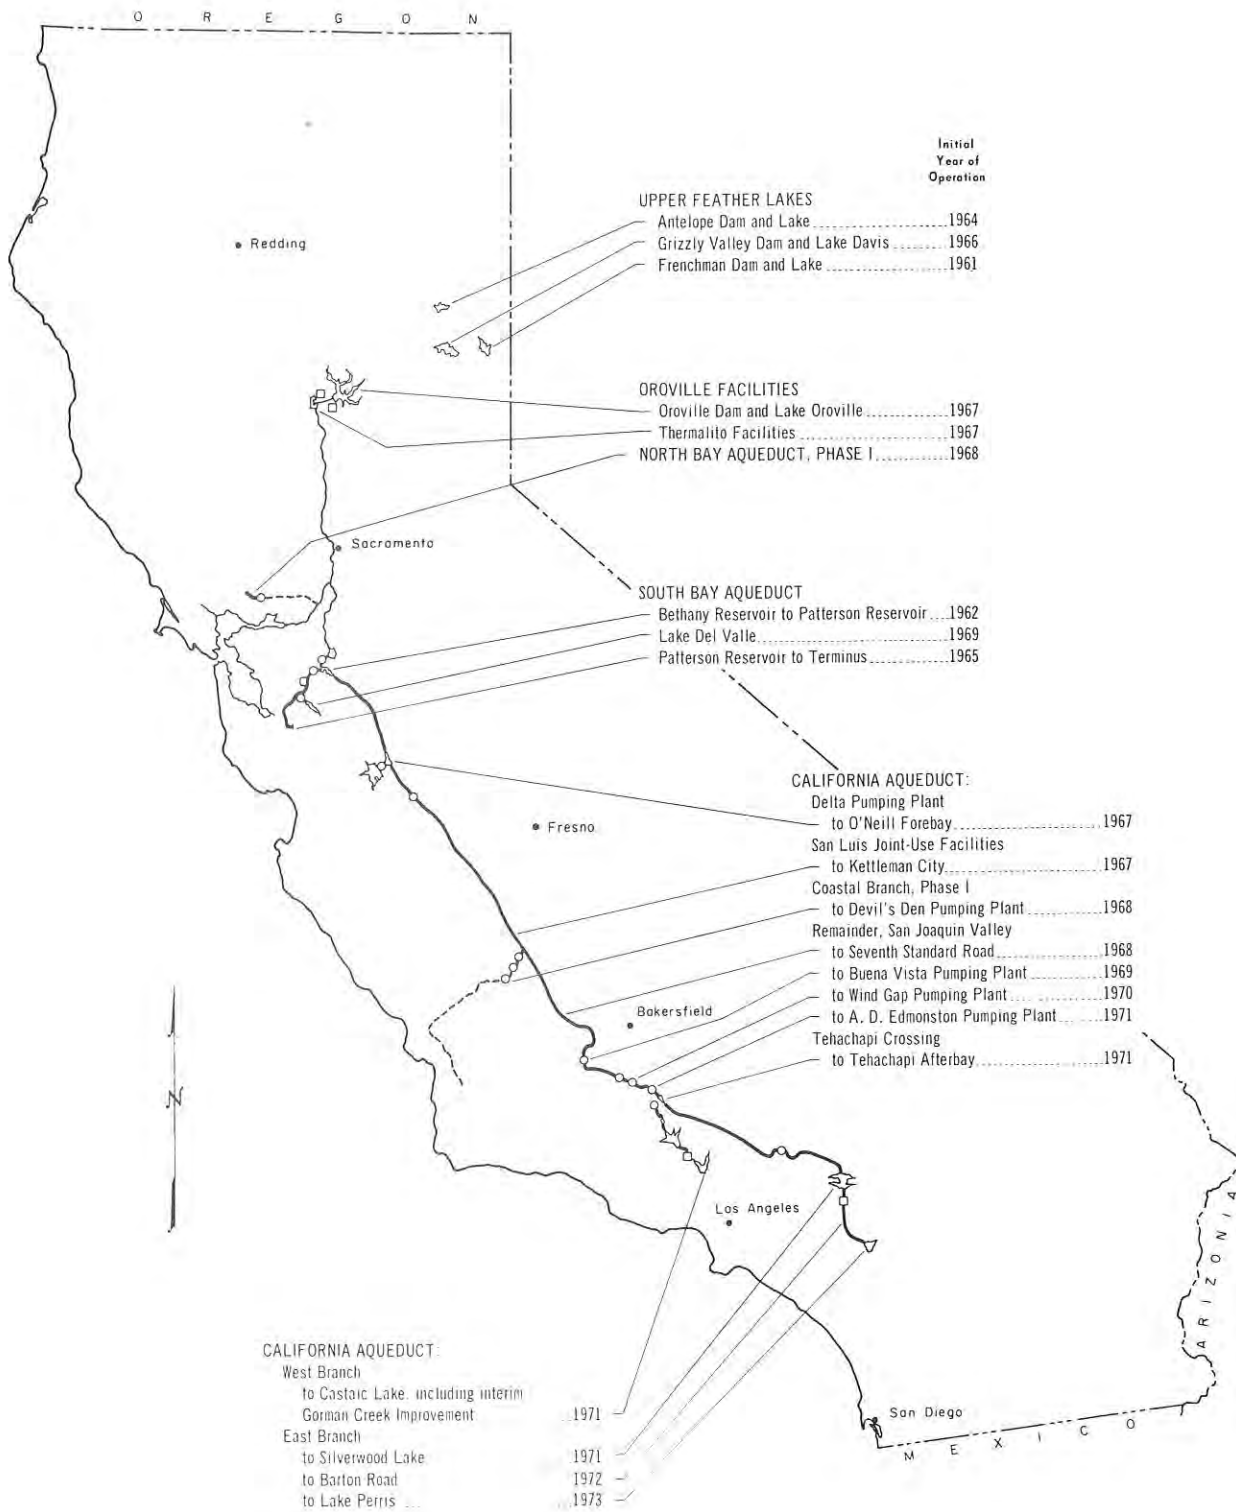 O R E G O N
Initial
Year of
Operation
UPPER FEATHER LAKES
Antelope Dam and Lake 1964
Grizzly Valley Dam and Lake Davis 1966
Frenchman Dam and Lake 1961
Redding
OROVILLE FACILITIES
Oroville Dam and Lake Oroville 1967
Thermalito Facilities 1967
NORTH BAY AQUEDUCT, PHASE I 1968
Sacramento
SOUTH BAY AQUEDUCT
Bethany Reservoir to Patterson Reservoir 1962
Lake Del Valle 1969
Patterson Reservoir to Terminus 1965
CALIFORNIA AQUEDUCT:
Delta Pumping Plant
to O'Neill Forebay 1967
San Luis Joint-Use Facilities
to Kettleman City 1967
Coastal Branch, Phase I
to Devil's Den Pumping Plant 1968
Remainder, San Joaquin Valley
to Seventh Standard Road 1968
to Buena Vista Pumping Plant 1969
to Wind Gap Pumping Plant 1970
to A. D. Edmonston Pumping Plant 1971
Tehachapi Crossing
to Tehachapi Afterbay 1971
Fresno
Bakersfield
N
Los Angeles
A R I Z O N I A
CALIFORNIA AQUEDUCT:
West Branch
to Castaic Lake, including interim
Gorman Creek Improvement 1971
East Branch
to Silverwood Lake 1971
to Barton Road 1972
to Lake Perris 1973
San Diego
M E X I C O